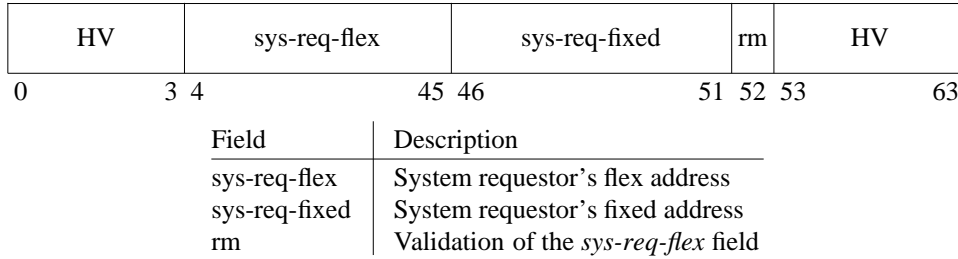 HV sys-req-flex sys-req-fixed rm HV
0 3 4 45 46 51 52 53 63
Field Description
sys-req-flex System requestor's flex address
sys-req-fixed System requestor's fixed address
rm Validation of the sys-req-flex field